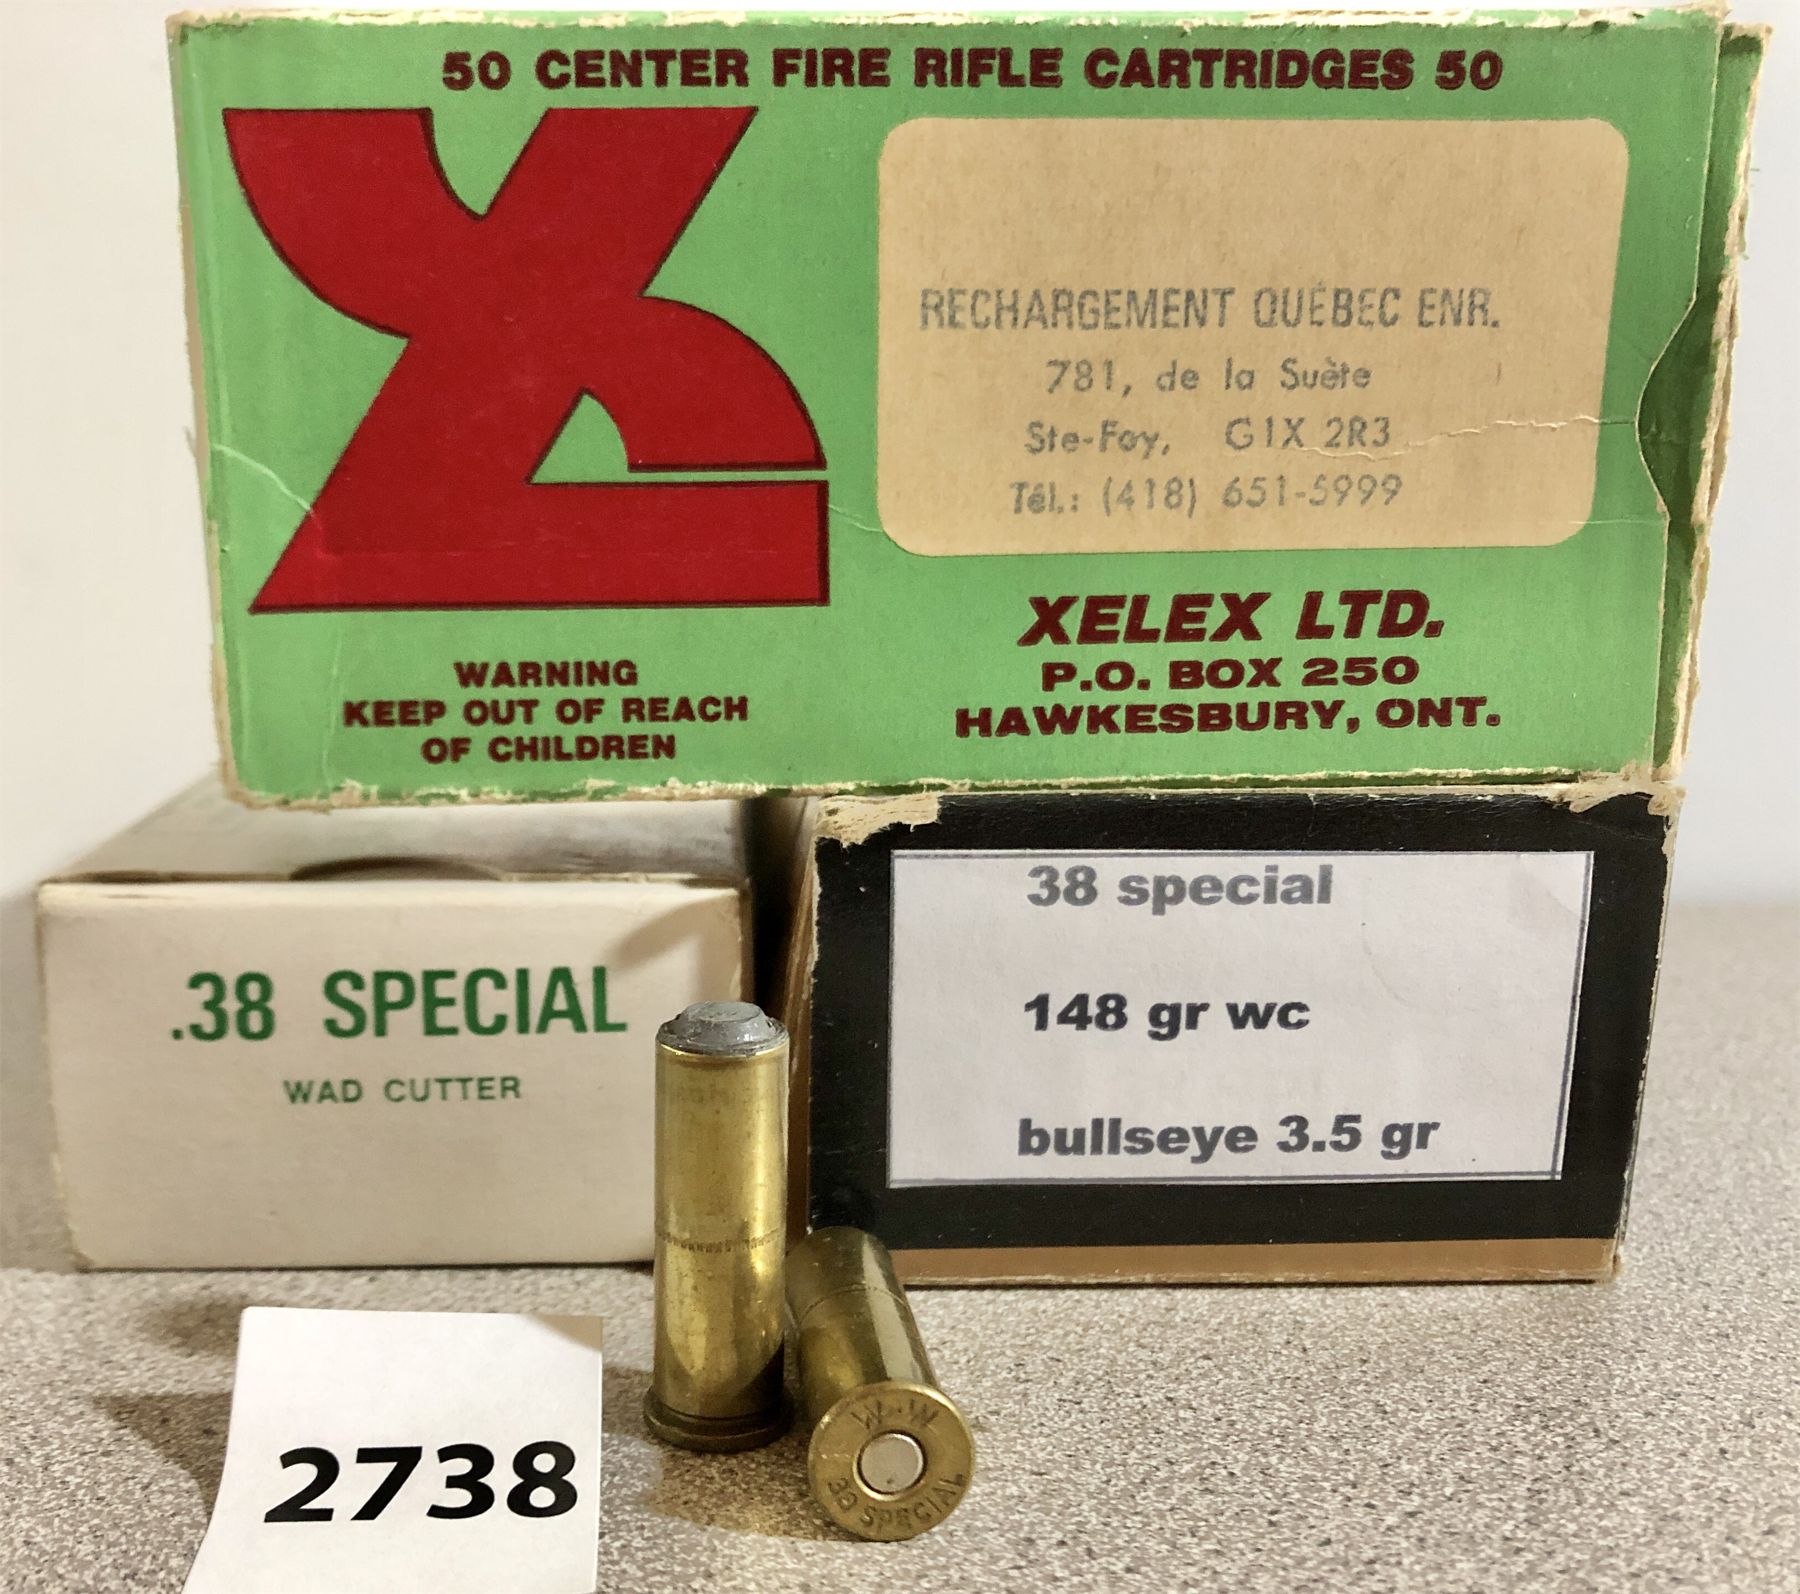 50 CENTER FIRE RIFLE CARTRIDGES 50
RECHARGEMENT QUÉBEC ENR.
781, de la Suète
Ste-Foy, G1X 2R3
Tél.: (418) 651-5999
XELEX LTD.
P.O. BOX 250
HAWKESBURY, ONT.
WARNING
KEEP OUT OF REACH
OF CHILDREN
.38 SPECIAL
WAD CUTTER
38 special
148 gr wc
bullseye 3.5 gr
W-W
38 SPECIAL
2738